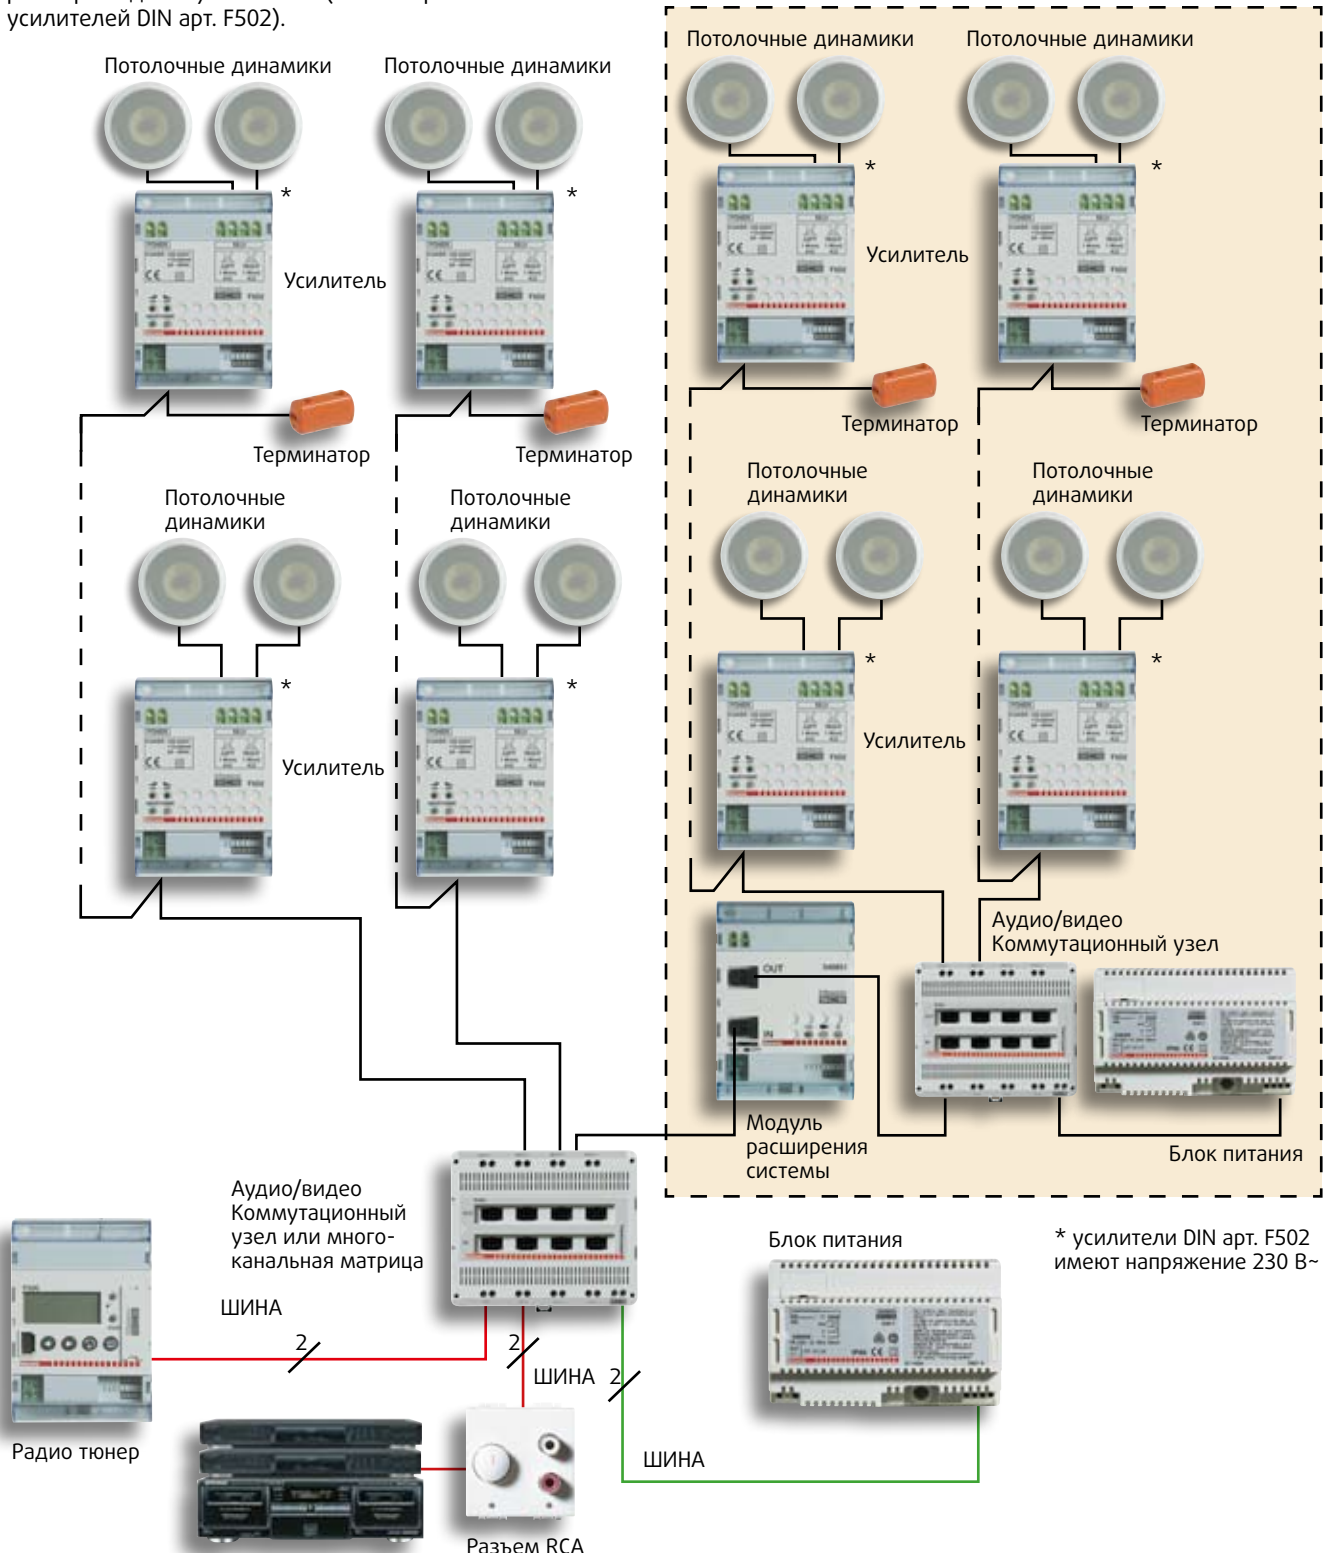 усилителей DIN арт. F502).
Потолочные динамики
Потолочные динамики
Потолочные динамики
Потолочные динамики
*
*
*
*
Усилитель
Усилитель
Терминатор
Терминатор
Терминатор
Терминатор
Потолочные
динамики
Потолочные
динамики
Потолочные
динамики
Потолочные
динамики
*
*
*
*
Усилитель
Усилитель
OUT
IN
Аудио/видео
Коммутационный узел
Модуль
расширения
системы
Блок питания
Аудио/видео
Коммутационный
узел или много-
канальная матрица
Блок питания
* усилители DIN арт. F502
имеют напряжение 230 В~
ШИНА
2
2
ШИНА
2
ШИНА
Радио тюнер
Разъем RCA